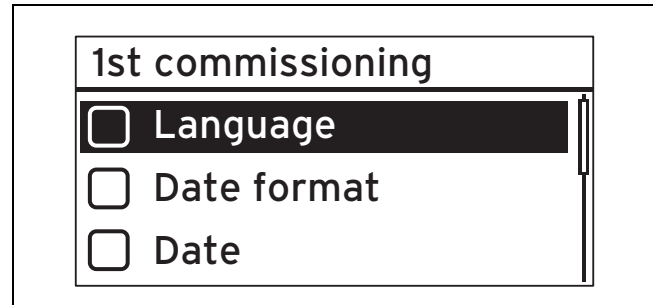 1st commissioning
Language
Date format
Date